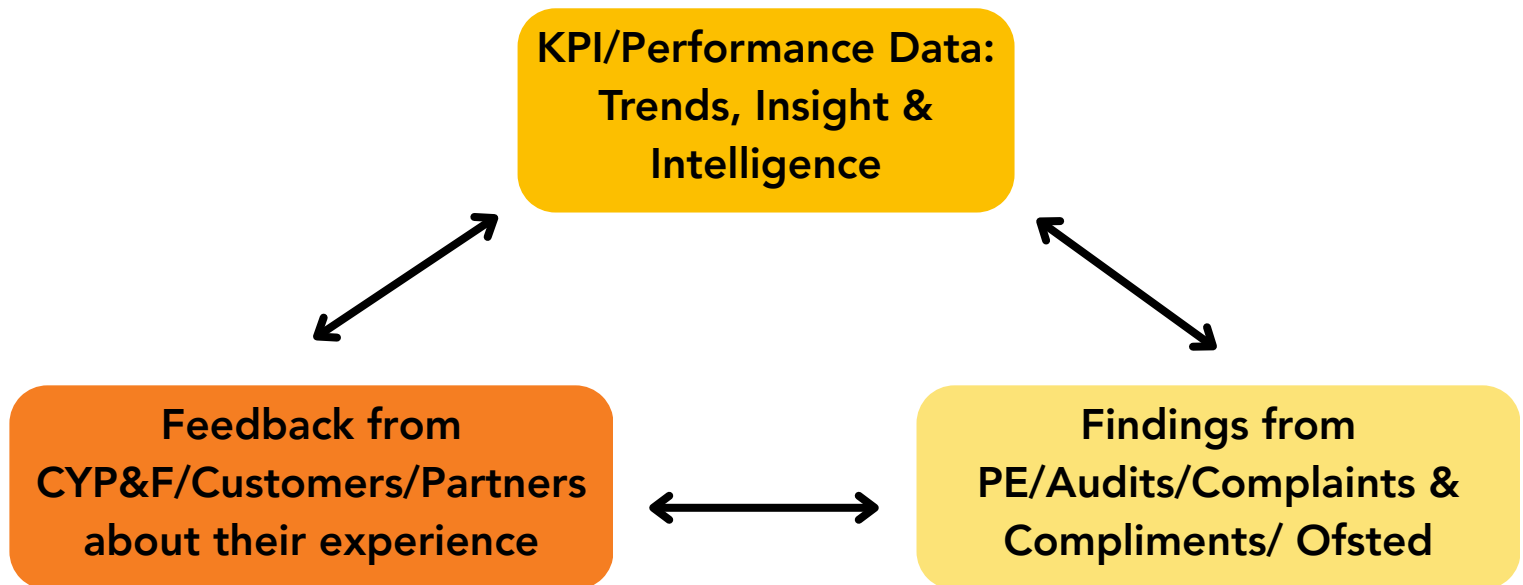 KPI/Performance Data:
Trends, Insight &
Intelligence
Feedback from
CYP&F/Customers/Partners
about their experience
Findings from
PE/Audits/Complaints &
Compliments/ Ofsted